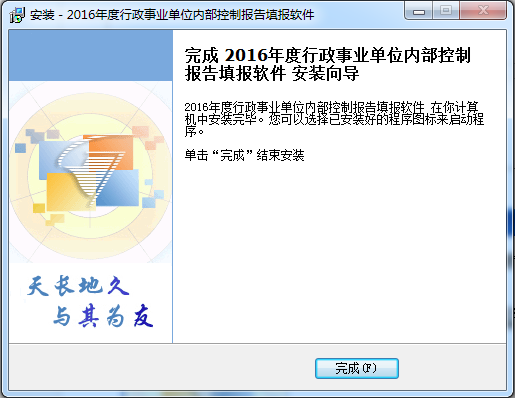 安装 - 2016年度行政事业单位内部控制报告填报软件
完成 2016年度行政事业单位内部控制
报告填报软件 安装向导
2016年度行政事业单位内部控制报告填报软件 在你计算
机中安装完毕。您可以选择已安装好的程序图标来启动程
序。
单击“完成”结束安装
天长地久
与其为友
完成(F)